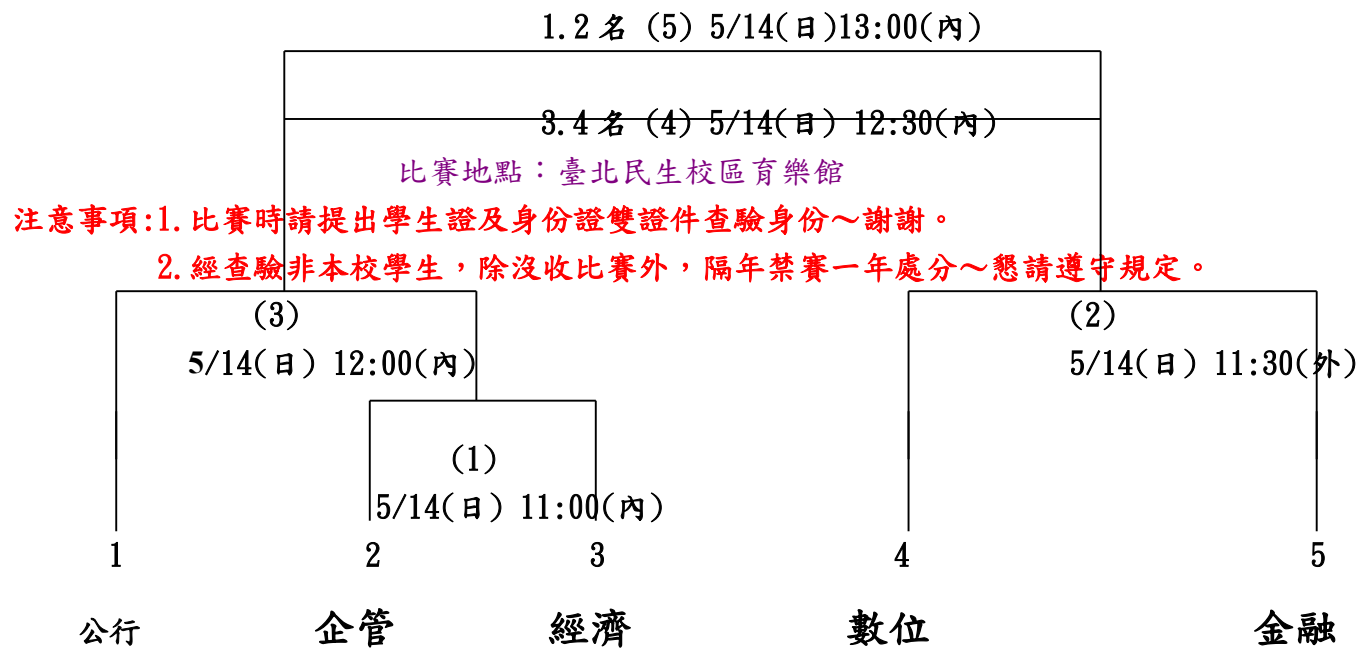 1.2名 (5) 5/14(日)13:00(內)
3.4名 (4) 5/14(日) 12:30(內)
比賽地點：臺北民生校區育樂館
注意事項:1.比賽時請提出學生證及身份證雙證件查驗身份～謝謝。
2.經查驗非本校學生，除沒收比賽外，隔年禁賽一年處分～懇請遵守規定。
(3)
5/14(日) 12:00(內)
(2)
5/14(日) 11:30(外)
(1)
5/14(日) 11:00(內)
1 2 3 4 5
公行 企管 經濟 數位 金融